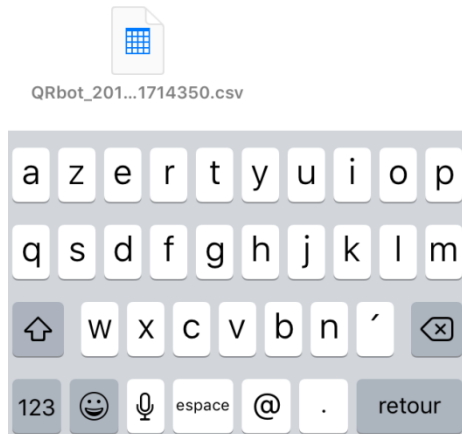 QRbot_201...1714350.csv
a z e r t y u i o p
q s d f g h j k l m
w x c v b n ´
123 espace @ . retour